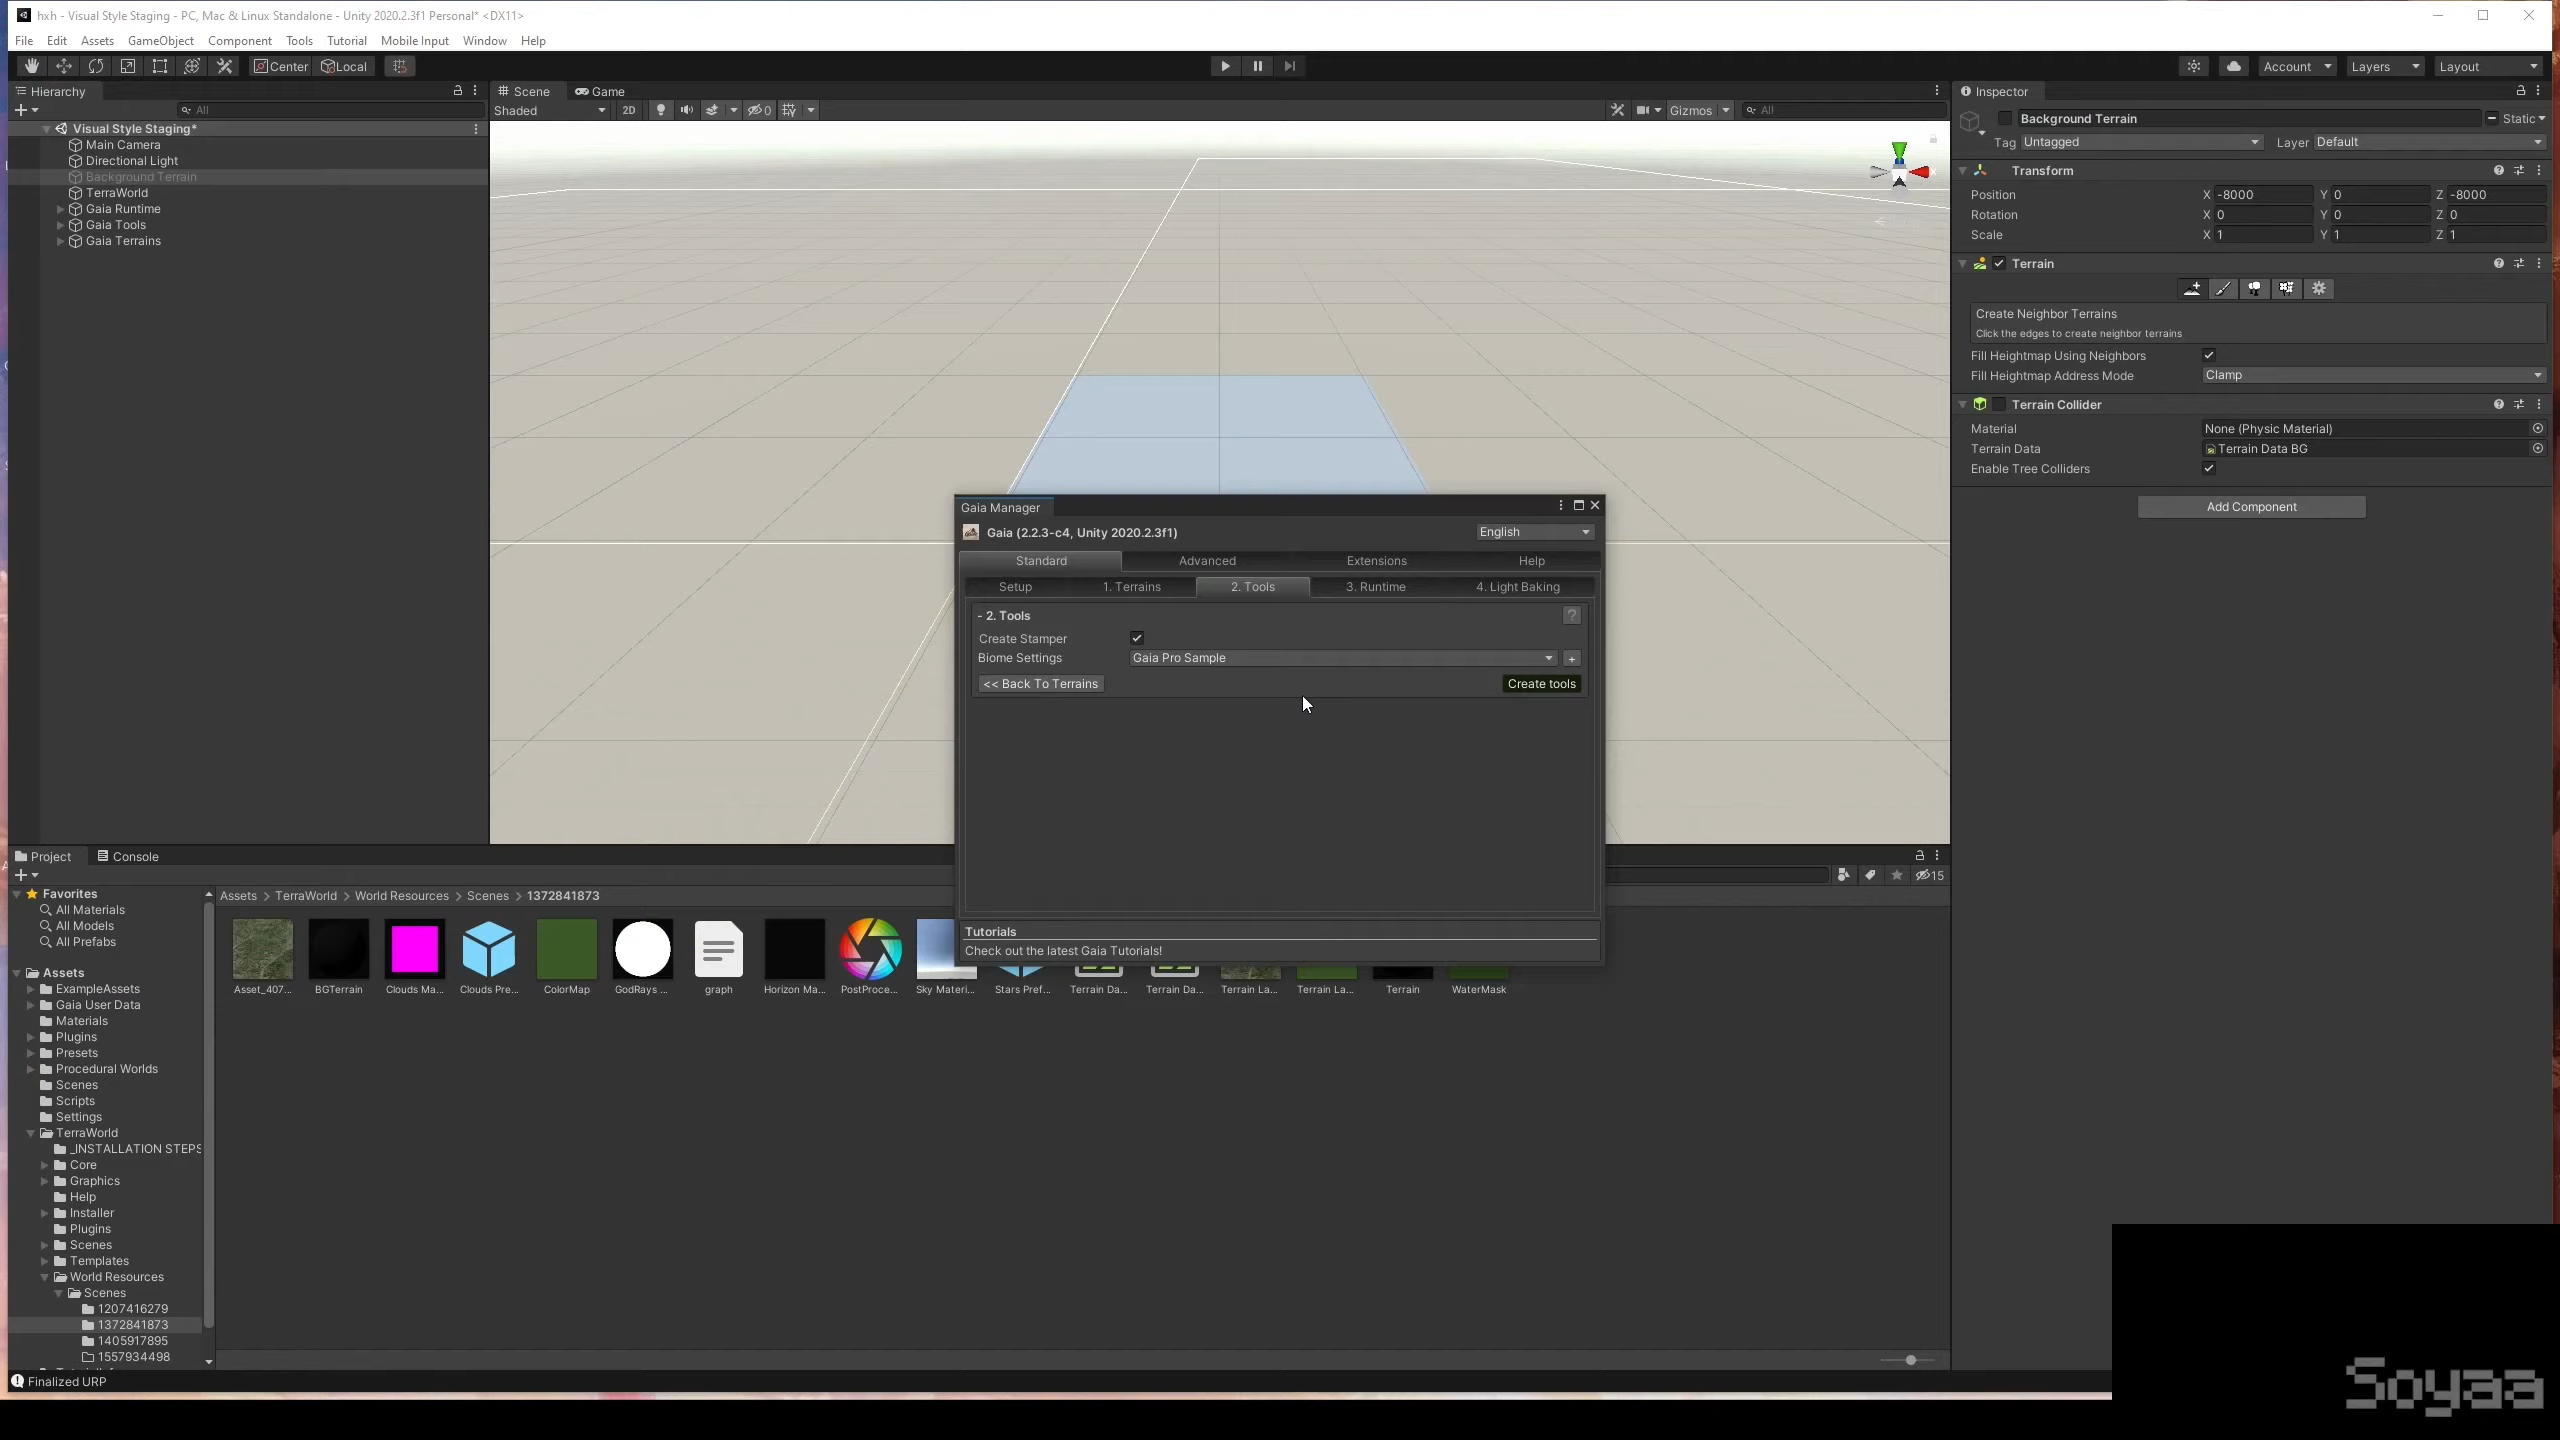 hxh - Visual Style Staging - PC, Mac & Linux Standalone - Unity 2020.2.3f1 Personal* <DX11>
File Edit Assets GameObject Component Tools Tutorial Mobile Input Window Help
Center Local Account Layers Layout
Hierarchy
All
Visual Style Staging*
Main Camera
Directional Light
Background Terrain
TerraWorld
Gaia Runtime
Gaia Tools
Gaia Terrains
Scene Game
Shaded 2D 0 Gizmos All
Inspector
Background Terrain Static
Tag Untagged Layer Default
Transform
Position X -8000 Y 0 Z -8000
Rotation X 0 Y 0 Z 0
Scale X 1 Y 1 Z 1
Terrain
Create Neighbor Terrains
Click the edges to create neighbor terrains
Fill Heightmap Using Neighbors
Fill Heightmap Address Mode Clamp
Terrain Collider
Material None (Physic Material)
Terrain Data Terrain Data BG
Enable Tree Colliders
Add Component
Gaia Manager
Gaia (2.2.3-c4, Unity 2020.2.3f1) English
Standard Advanced Extensions Help
Setup 1. Terrains 2. Tools 3. Runtime 4. Light Baking
- 2. Tools ?
Create Stamper
Biome Settings Gaia Pro Sample +
<< Back To Terrains Create tools
Tutorials
Check out the latest Gaia Tutorials!
Project Console
15
Favorites
All Materials
All Models
All Prefabs
Assets
ExampleAssets
Gaia User Data
Materials
Plugins
Presets
Procedural Worlds
Scenes
Scripts
Settings
TerraWorld
_INSTALLATION STEPS
Core
Graphics
Help
Installer
Plugins
Scenes
Templates
World Resources
Scenes
1207416279
1372841873
1405917895
1557934498
Assets > TerraWorld > World Resources > Scenes > 1372841873
Asset_407... BGTerrain Clouds Ma... Clouds Pre... ColorMap GodRays ... graph Horizon Ma... PostProce... Sky Materi... Stars Pref... Terrain Da... Terrain Da... Terrain La... Terrain La... Terrain WaterMask
Finalized URP
Soyaa